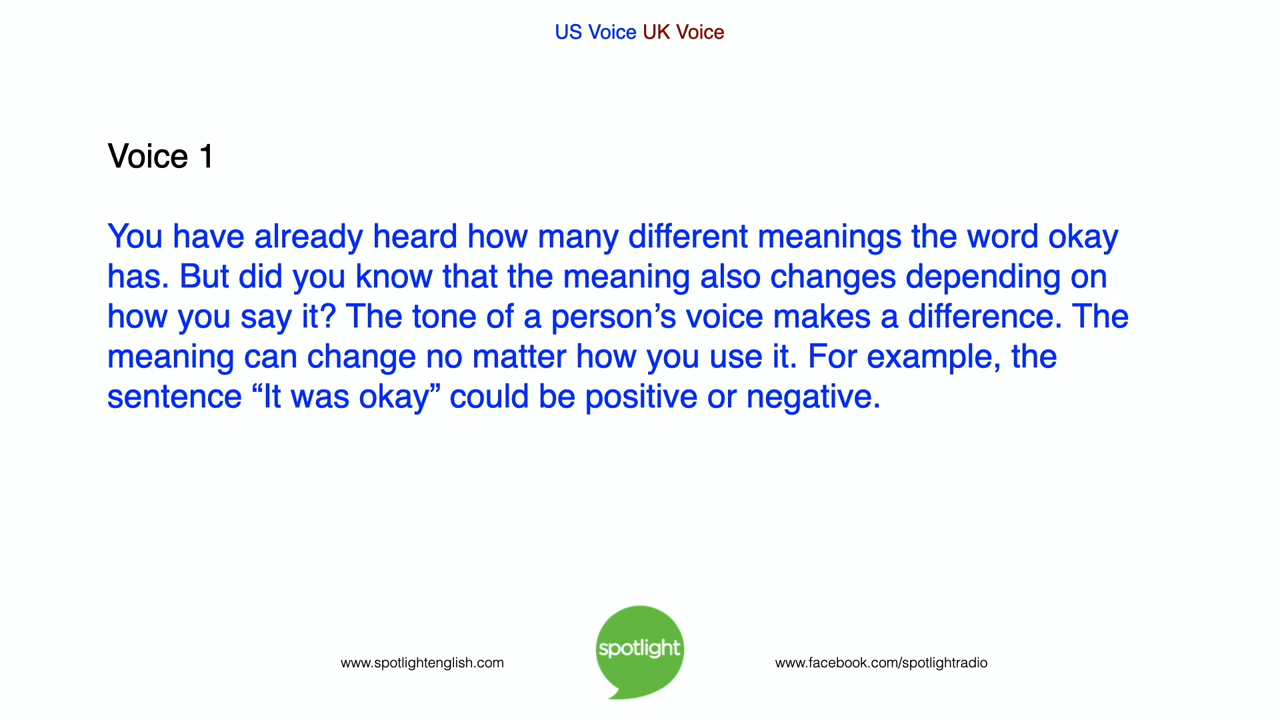 US Voice UK Voice
Voice 1
You have already heard how many different meanings the word okay
has. But did you know that the meaning also changes depending on
how you say it? The tone of a person’s voice makes a difference. The
meaning can change no matter how you use it. For example, the
sentence “It was okay” could be positive or negative.
www.spotlightenglish.com
spotlight
www.facebook.com/spotlightradio